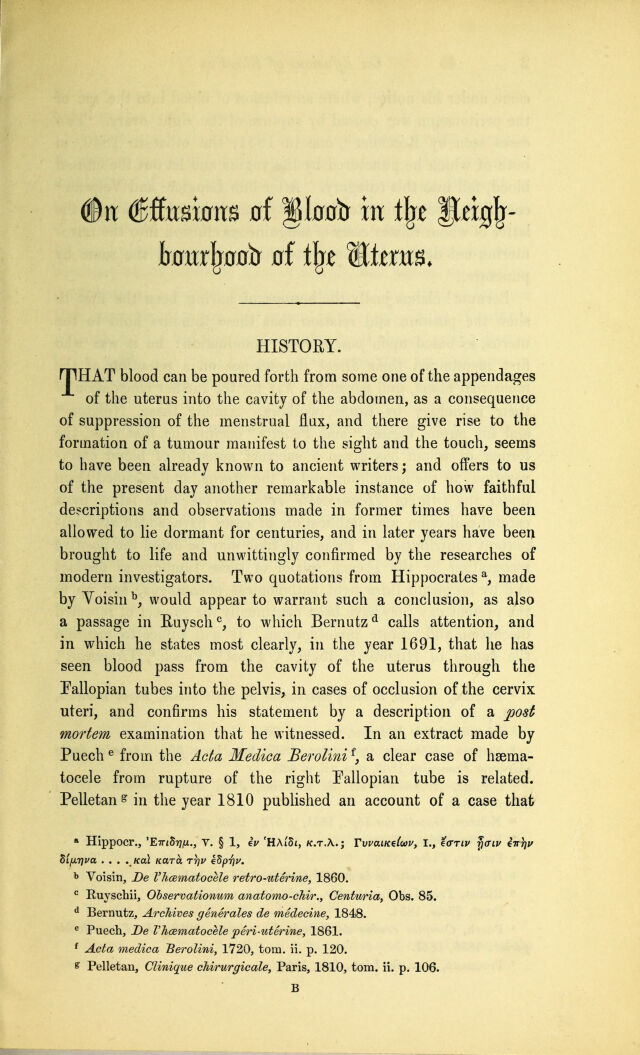 On Effusions of Blood in the Neigh-
bourhood of the Uterus.
HISTORY.
THAT blood can be poured forth from some one of the appendages
of the uterus into the cavity of the abdomen, as a consequence
of suppression of the menstrual flux, and there give rise to the
formation of a tumour manifest to the sight and the touch, seems
to have been already known to ancient writers; and offers to us
of the present day another remarkable instance of how faithful
descriptions and observations made in former times have been
allowed to lie dormant for centuries, and in later years have been
brought to life and unwittingly confirmed by the researches of
modern investigators. Two quotations from Hippocrates a, made
by Voisin b, would appear to warrant such a conclusion, as also
a passage in Ruysch c, to which Bernutz d calls attention, and
in which he states most clearly, in the year 1691, that he has
seen blood pass from the cavity of the uterus through the
Fallopian tubes into the pelvis, in cases of occlusion of the cervix
uteri, and confirms his statement by a description of a post
mortem examination that he witnessed. In an extract made by
Puech e from the Acta Medica Berolini f, a clear case of hæma-
tocele from rupture of the right Fallopian tube is related.
Pelletan g in the year 1810 published an account of a case that
a Hippocr., Ἐπιδημ., V. § 1, ἐν Ἠλίδι, κ.τ.λ.; Γυναικείων, I., ἔστιν ᾗσιν ἐπὴν
δίμηνα . . . . καὶ κατὰ τὴν ἕδρην.
b Voisin, De l'hæmatocèle retro-utérine, 1860.
c Ruyschii, Observationum anatomo-chir., Centuria, Obs. 85.
d Bernutz, Archives générales de médecine, 1848.
e Puech, De l'hæmatocèle péri-utérine, 1861.
f Acta medica Berolini, 1720, tom. ii. p. 120.
g Pelletan, Clinique chirurgicale, Paris, 1810, tom. ii. p. 106.
B